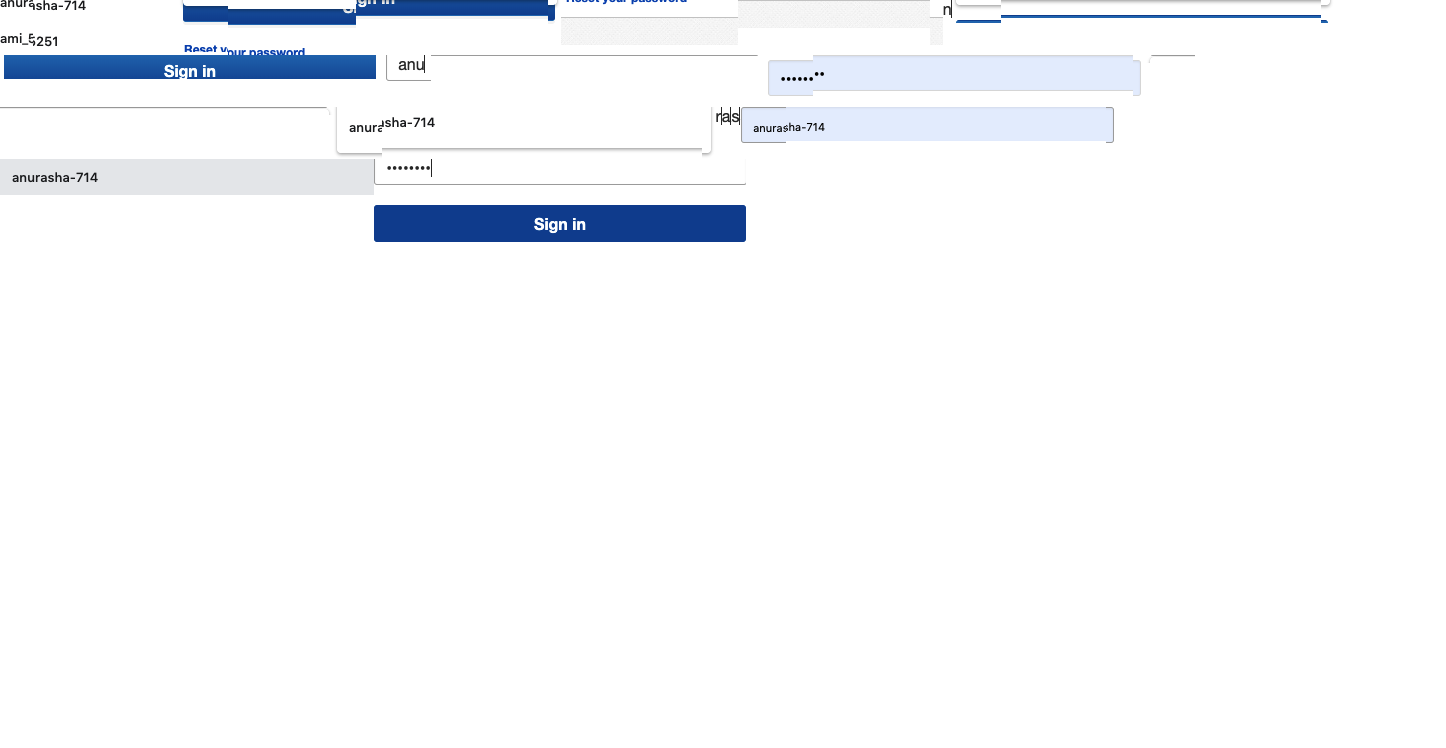 anurasha-714
Sign in
Reset your password
n
ami_5251
Reset your password
Sign in
anu
••••••••
anurasha-714
ras
anurasha-714
anurasha-714
••••••••
Sign in